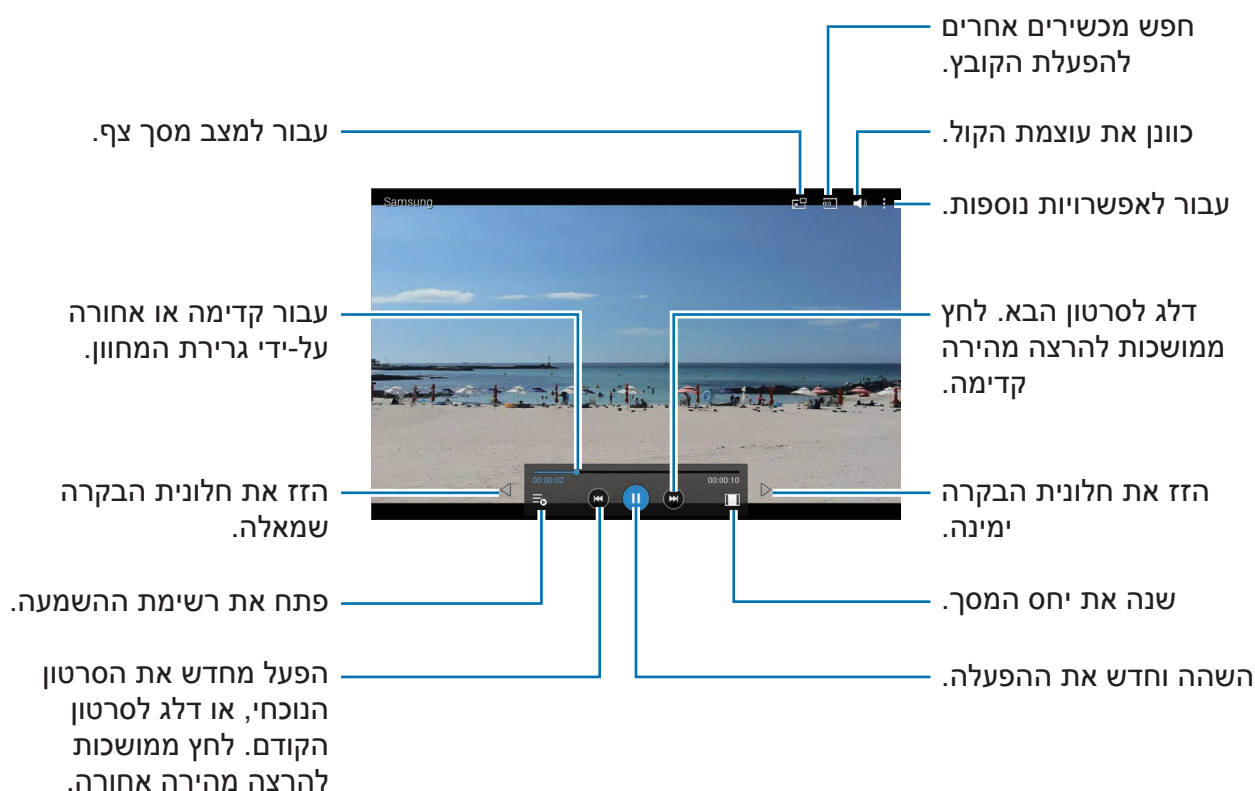 חפש מכשירים אחרים
להפעלת הקובץ.
עבור למצב מסך צף.
כוונן את עוצמת הקול.
עבור לאפשרויות נוספות.
Samsung
עבור קדימה או אחורה
על-ידי גרירת המחוון.
דלג לסרטון הבא. לחץ
ממושכות להרצה מהירה
קדימה.
00:00:02
00:00:10
הזז את חלונית הבקרה
שמאלה.
הזז את חלונית הבקרה
ימינה.
פתח את רשימת ההשמעה.
שנה את יחס המסך.
הפעל מחדש את הסרטון
הנוכחי, או דלג לסרטון
הקודם. לחץ ממושכות
להרצה מהירה אחורה.
השהה וחדש את ההפעלה.